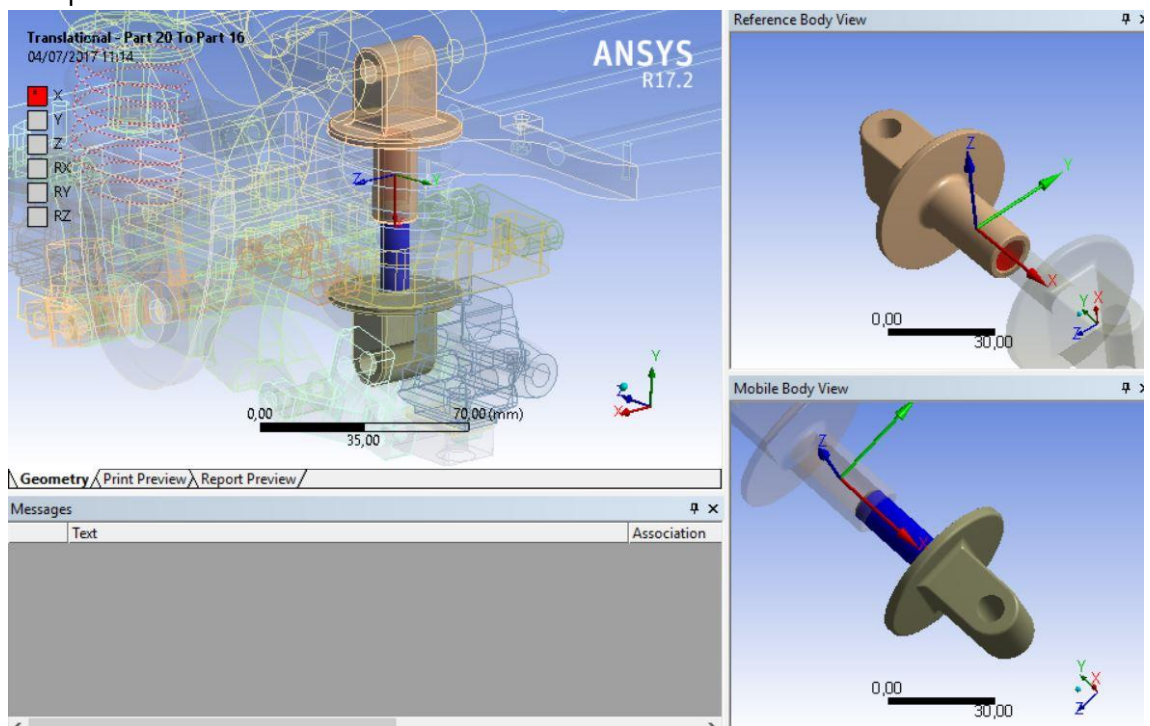 Translational - Part 20 To Part 16
04/07/2017 11:14
X
Y
Z
RX
RY
RZ
ANSYS
R17.2
Z
Y
Y
Z
X
0,00
70,00 (mm)
35,00
Geometry
Print Preview
Report Preview
Messages
Text
Association
Reference Body View
Z
Y
X
Y
X
Z
0,00
30,00
Mobile Body View
Z
X
Y
X
Z
0,00
30,00